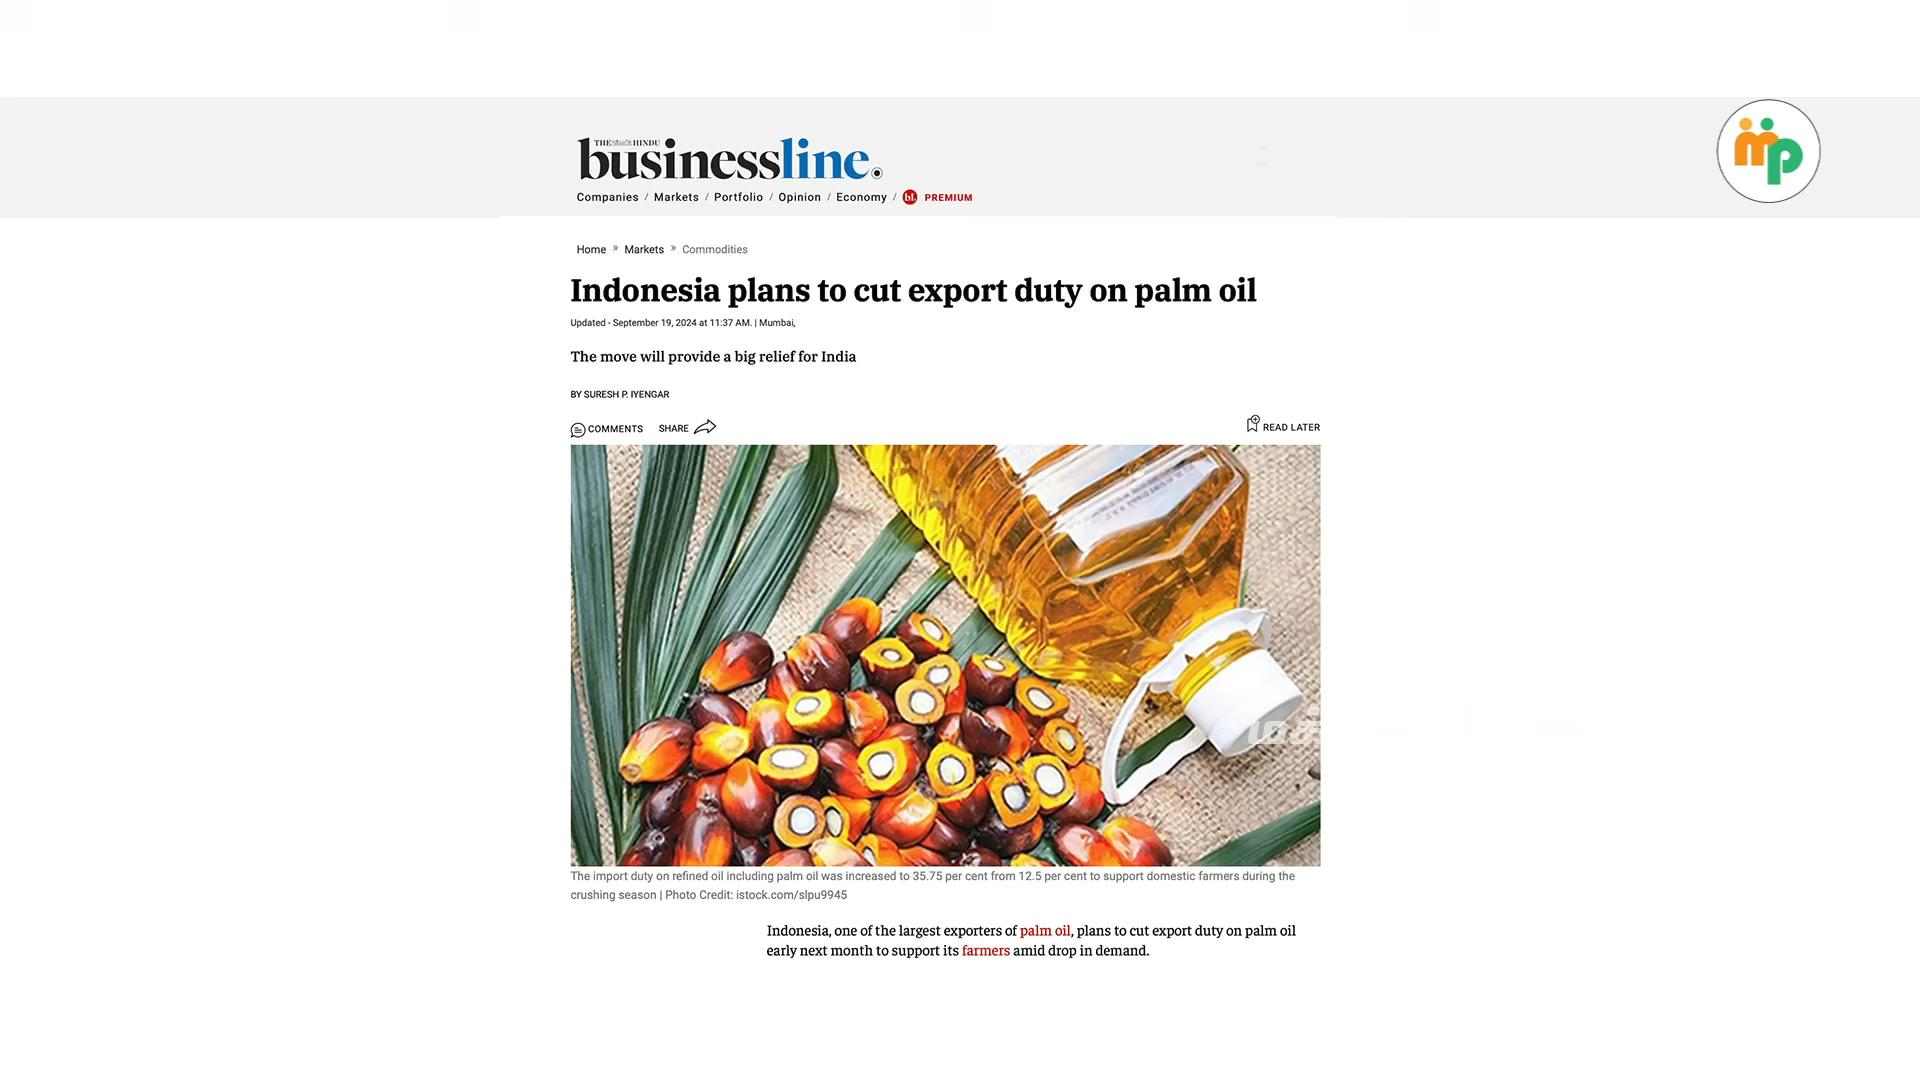 THE HINDU
businessline.
Companies / Markets / Portfolio / Opinion / Economy / bl. PREMIUM
mp
Home » Markets » Commodities
Indonesia plans to cut export duty on palm oil
Updated - September 19, 2024 at 11:37 AM. | Mumbai,
The move will provide a big relief for India
BY SURESH P. IYENGAR
COMMENTS SHARE READ LATER
The import duty on refined oil including palm oil was increased to 35.75 per cent from 12.5 per cent to support domestic farmers during the
crushing season | Photo Credit: istock.com/slpu9945
Indonesia, one of the largest exporters of palm oil, plans to cut export duty on palm oil
early next month to support its farmers amid drop in demand.